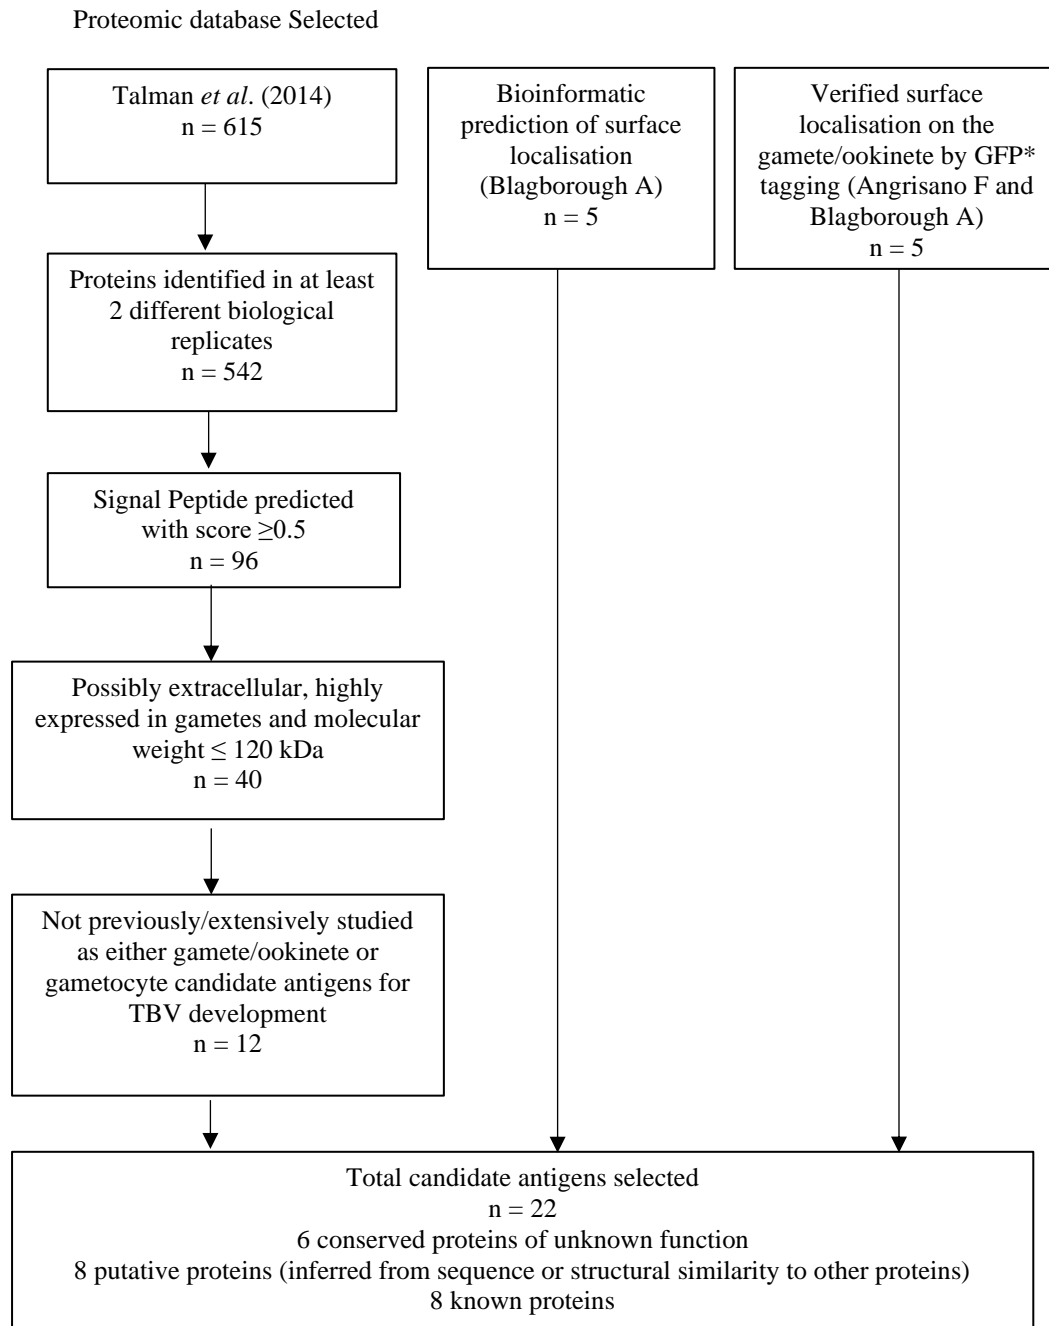 Proteomic database Selected
Talman et al. (2014)
n = 615
Bioinformatic
prediction of surface
localisation
(Blagborough A)
n = 5
Verified surface
localisation on the
gamete/ookinete by GFP*
tagging (Angrisano F and
Blagborough A)
n = 5
Proteins identified in at least
2 different biological
replicates
n = 542
Signal Peptide predicted
with score ≥0.5
n = 96
Possibly extracellular, highly
expressed in gametes and molecular
weight ≤ 120 kDa
n = 40
Not previously/extensively studied
as either gamete/ookinete or
gametocyte candidate antigens for
TBV development
n = 12
Total candidate antigens selected
n = 22
6 conserved proteins of unknown function
8 putative proteins (inferred from sequence or structural similarity to other proteins)
8 known proteins